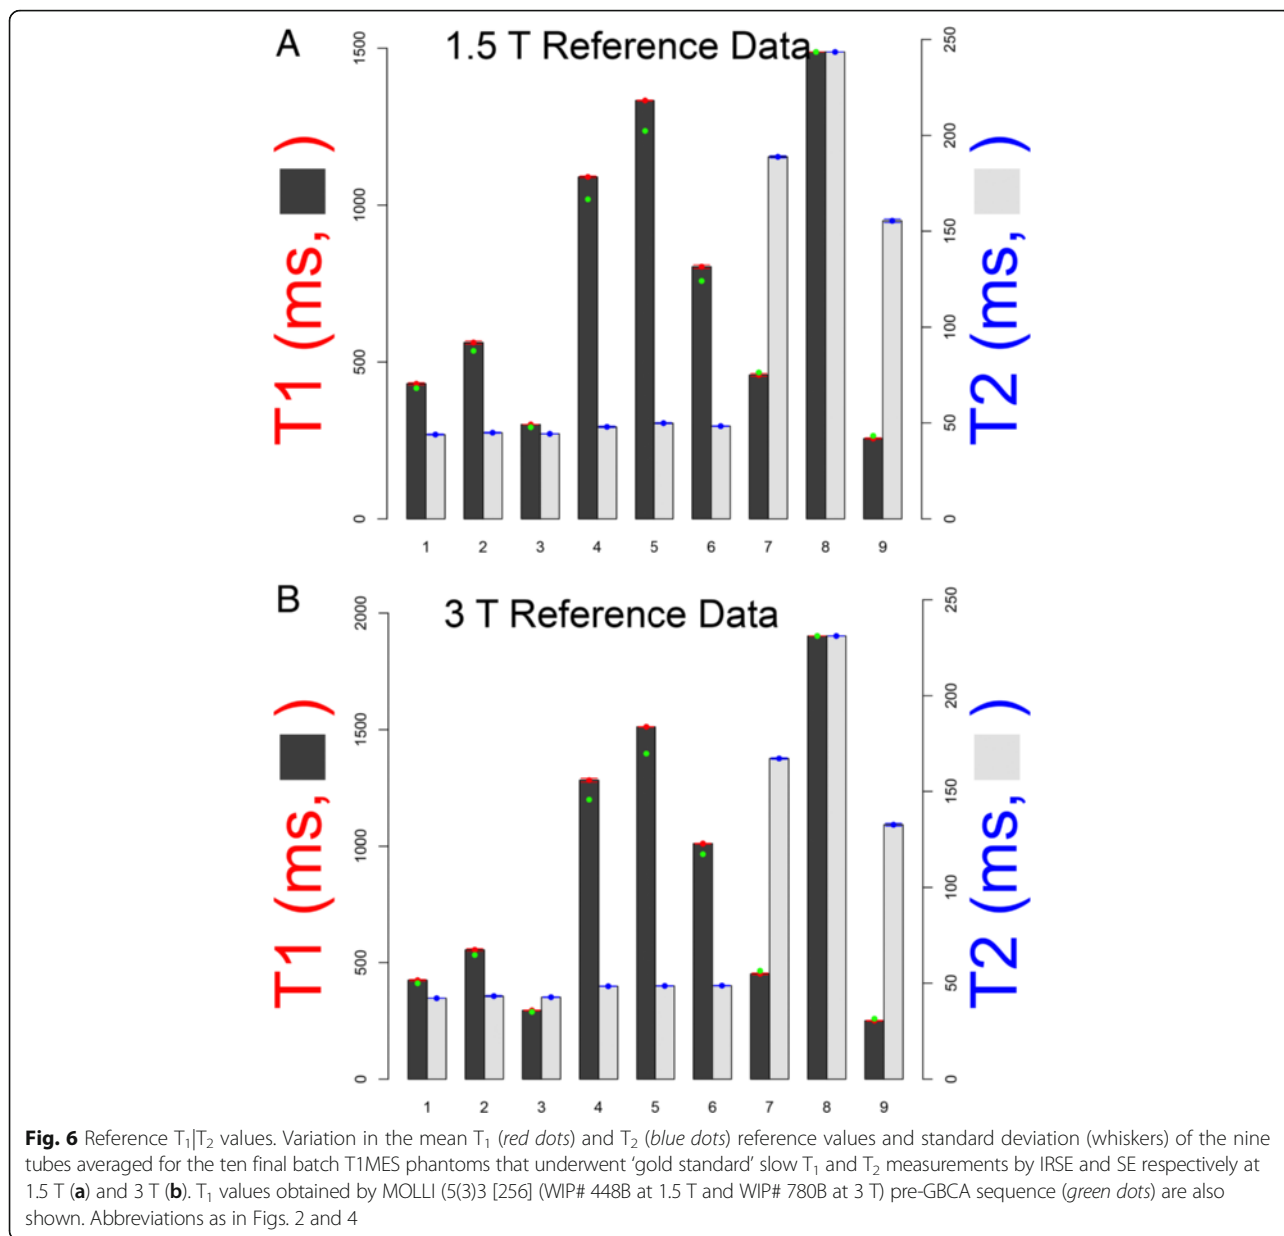 A
1.5 T Reference Data
T1 (ms, )
0
500
1000
1500
T2 (ms, )
0
50
100
150
200
250
1 2 3 4 5 6 7 8 9
B
3 T Reference Data
T1 (ms, )
0
500
1000
1500
2000
T2 (ms, )
0
50
100
150
200
250
1 2 3 4 5 6 7 8 9
Fig. 6 Reference T₁|T₂ values. Variation in the mean T₁ (red dots) and T₂ (blue dots) reference values and standard deviation (whiskers) of the nine
tubes averaged for the ten final batch T1MES phantoms that underwent ‘gold standard’ slow T₁ and T₂ measurements by IRSE and SE respectively at
1.5 T (a) and 3 T (b). T₁ values obtained by MOLLI (5(3)3 [256] (WIP# 448B at 1.5 T and WIP# 780B at 3 T) pre-GBCA sequence (green dots) are also
shown. Abbreviations as in Figs. 2 and 4